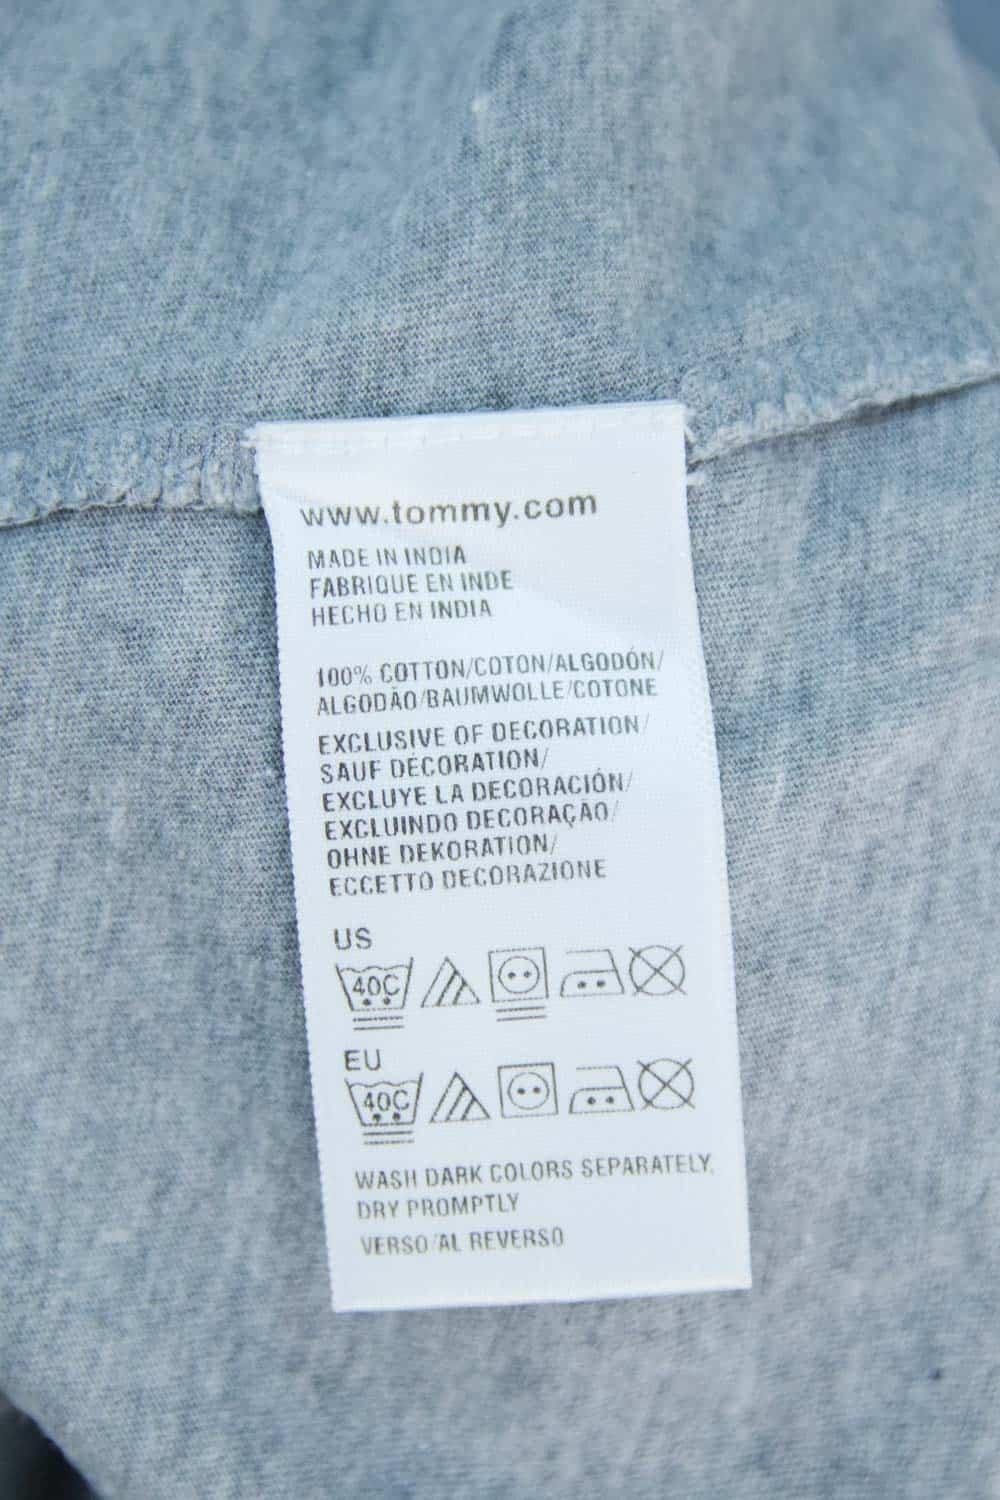 www.tommy.com
MADE IN INDIA
FABRIQUE EN INDE
HECHO EN INDIA
100% COTTON/COTON/ALGODÓN/
ALGODÃO/BAUMWOLLE/COTONE
EXCLUSIVE OF DECORATION/
SAUF DÉCORATION/
EXCLUYE LA DECORACIÓN/
EXCLUINDO DECORAÇÃO/
OHNE DEKORATION/
ECCETTO DECORAZIONE
US
40C
EU
40C
WASH DARK COLORS SEPARATELY,
DRY PROMPTLY
VERSO/AL REVERSO